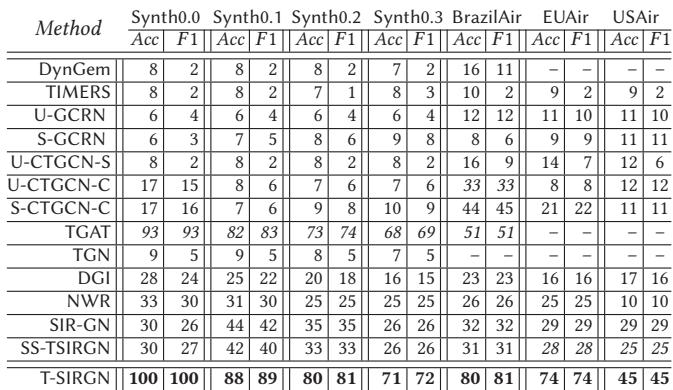 Method Synth0.0 Synth0.1 Synth0.2 Synth0.3 BrazilAir EUAir USAir
Acc F1 Acc F1 Acc F1 Acc F1 Acc F1 Acc F1 Acc F1
DynGem 8 2 8 2 8 2 7 2 16 11 – – – –
TIMERS 8 2 8 2 7 1 8 3 10 2 9 2 9 2
U-GCRN 6 4 6 4 6 4 6 4 12 12 11 10 11 10
S-GCRN 6 3 7 5 8 6 9 8 8 6 9 9 11 11
U-CTGCN-S 8 2 8 2 8 2 8 2 16 9 14 7 12 6
U-CTGCN-C 17 15 8 6 7 6 7 6 33 33 8 8 12 12
S-CTGCN-C 17 16 7 6 9 8 10 9 44 45 21 22 11 11
TGAT 93 93 82 83 73 74 68 69 51 51 – – – –
TGN 9 5 9 5 8 5 7 5 – – – – – –
DGI 28 24 25 22 20 18 16 15 23 23 16 16 17 16
NWR 33 30 31 30 25 25 25 25 26 26 25 25 10 10
SIR-GN 30 26 44 42 35 35 26 26 32 32 29 29 29 29
SS-TSIRGN 30 27 42 40 33 33 26 26 31 31 28 28 25 25
T-SIRGN 100 100 88 89 80 81 71 72 80 81 74 74 45 45